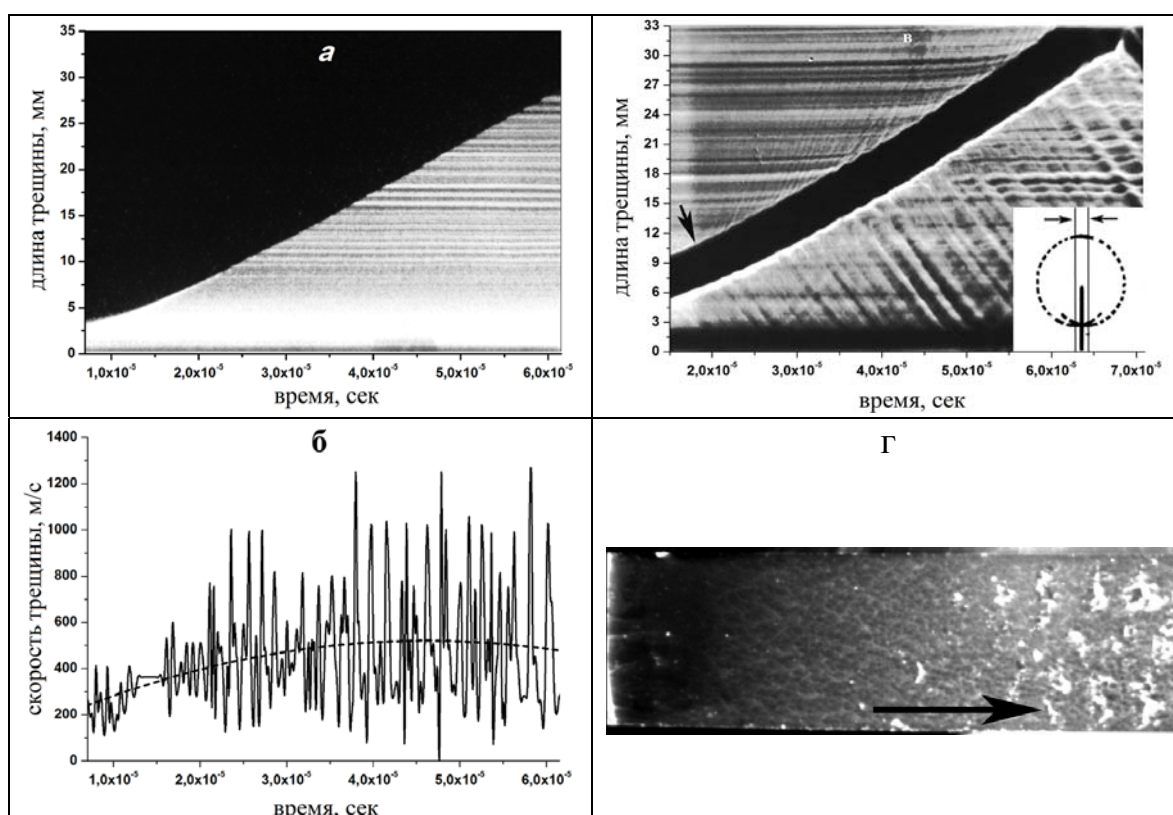 35
30
25
20
15
10
5
0
длина трещины, мм
а
1,0x10⁻⁵ 2,0x10⁻⁵ 3,0x10⁻⁵ 4,0x10⁻⁵ 5,0x10⁻⁵ 6,0x10⁻⁵
время, сек
33
30
27
24
21
18
15
12
9
6
3
0
длина трещины, мм
в
2,0x10⁻⁵ 3,0x10⁻⁵ 4,0x10⁻⁵ 5,0x10⁻⁵ 6,0x10⁻⁵ 7,0x10⁻⁵
время, сек
б
1400
1200
1000
800
600
400
200
0
скорость трещины, м/с
1,0x10⁻⁵ 2,0x10⁻⁵ 3,0x10⁻⁵ 4,0x10⁻⁵ 5,0x10⁻⁵ 6,0x10⁻⁵
время, сек
г